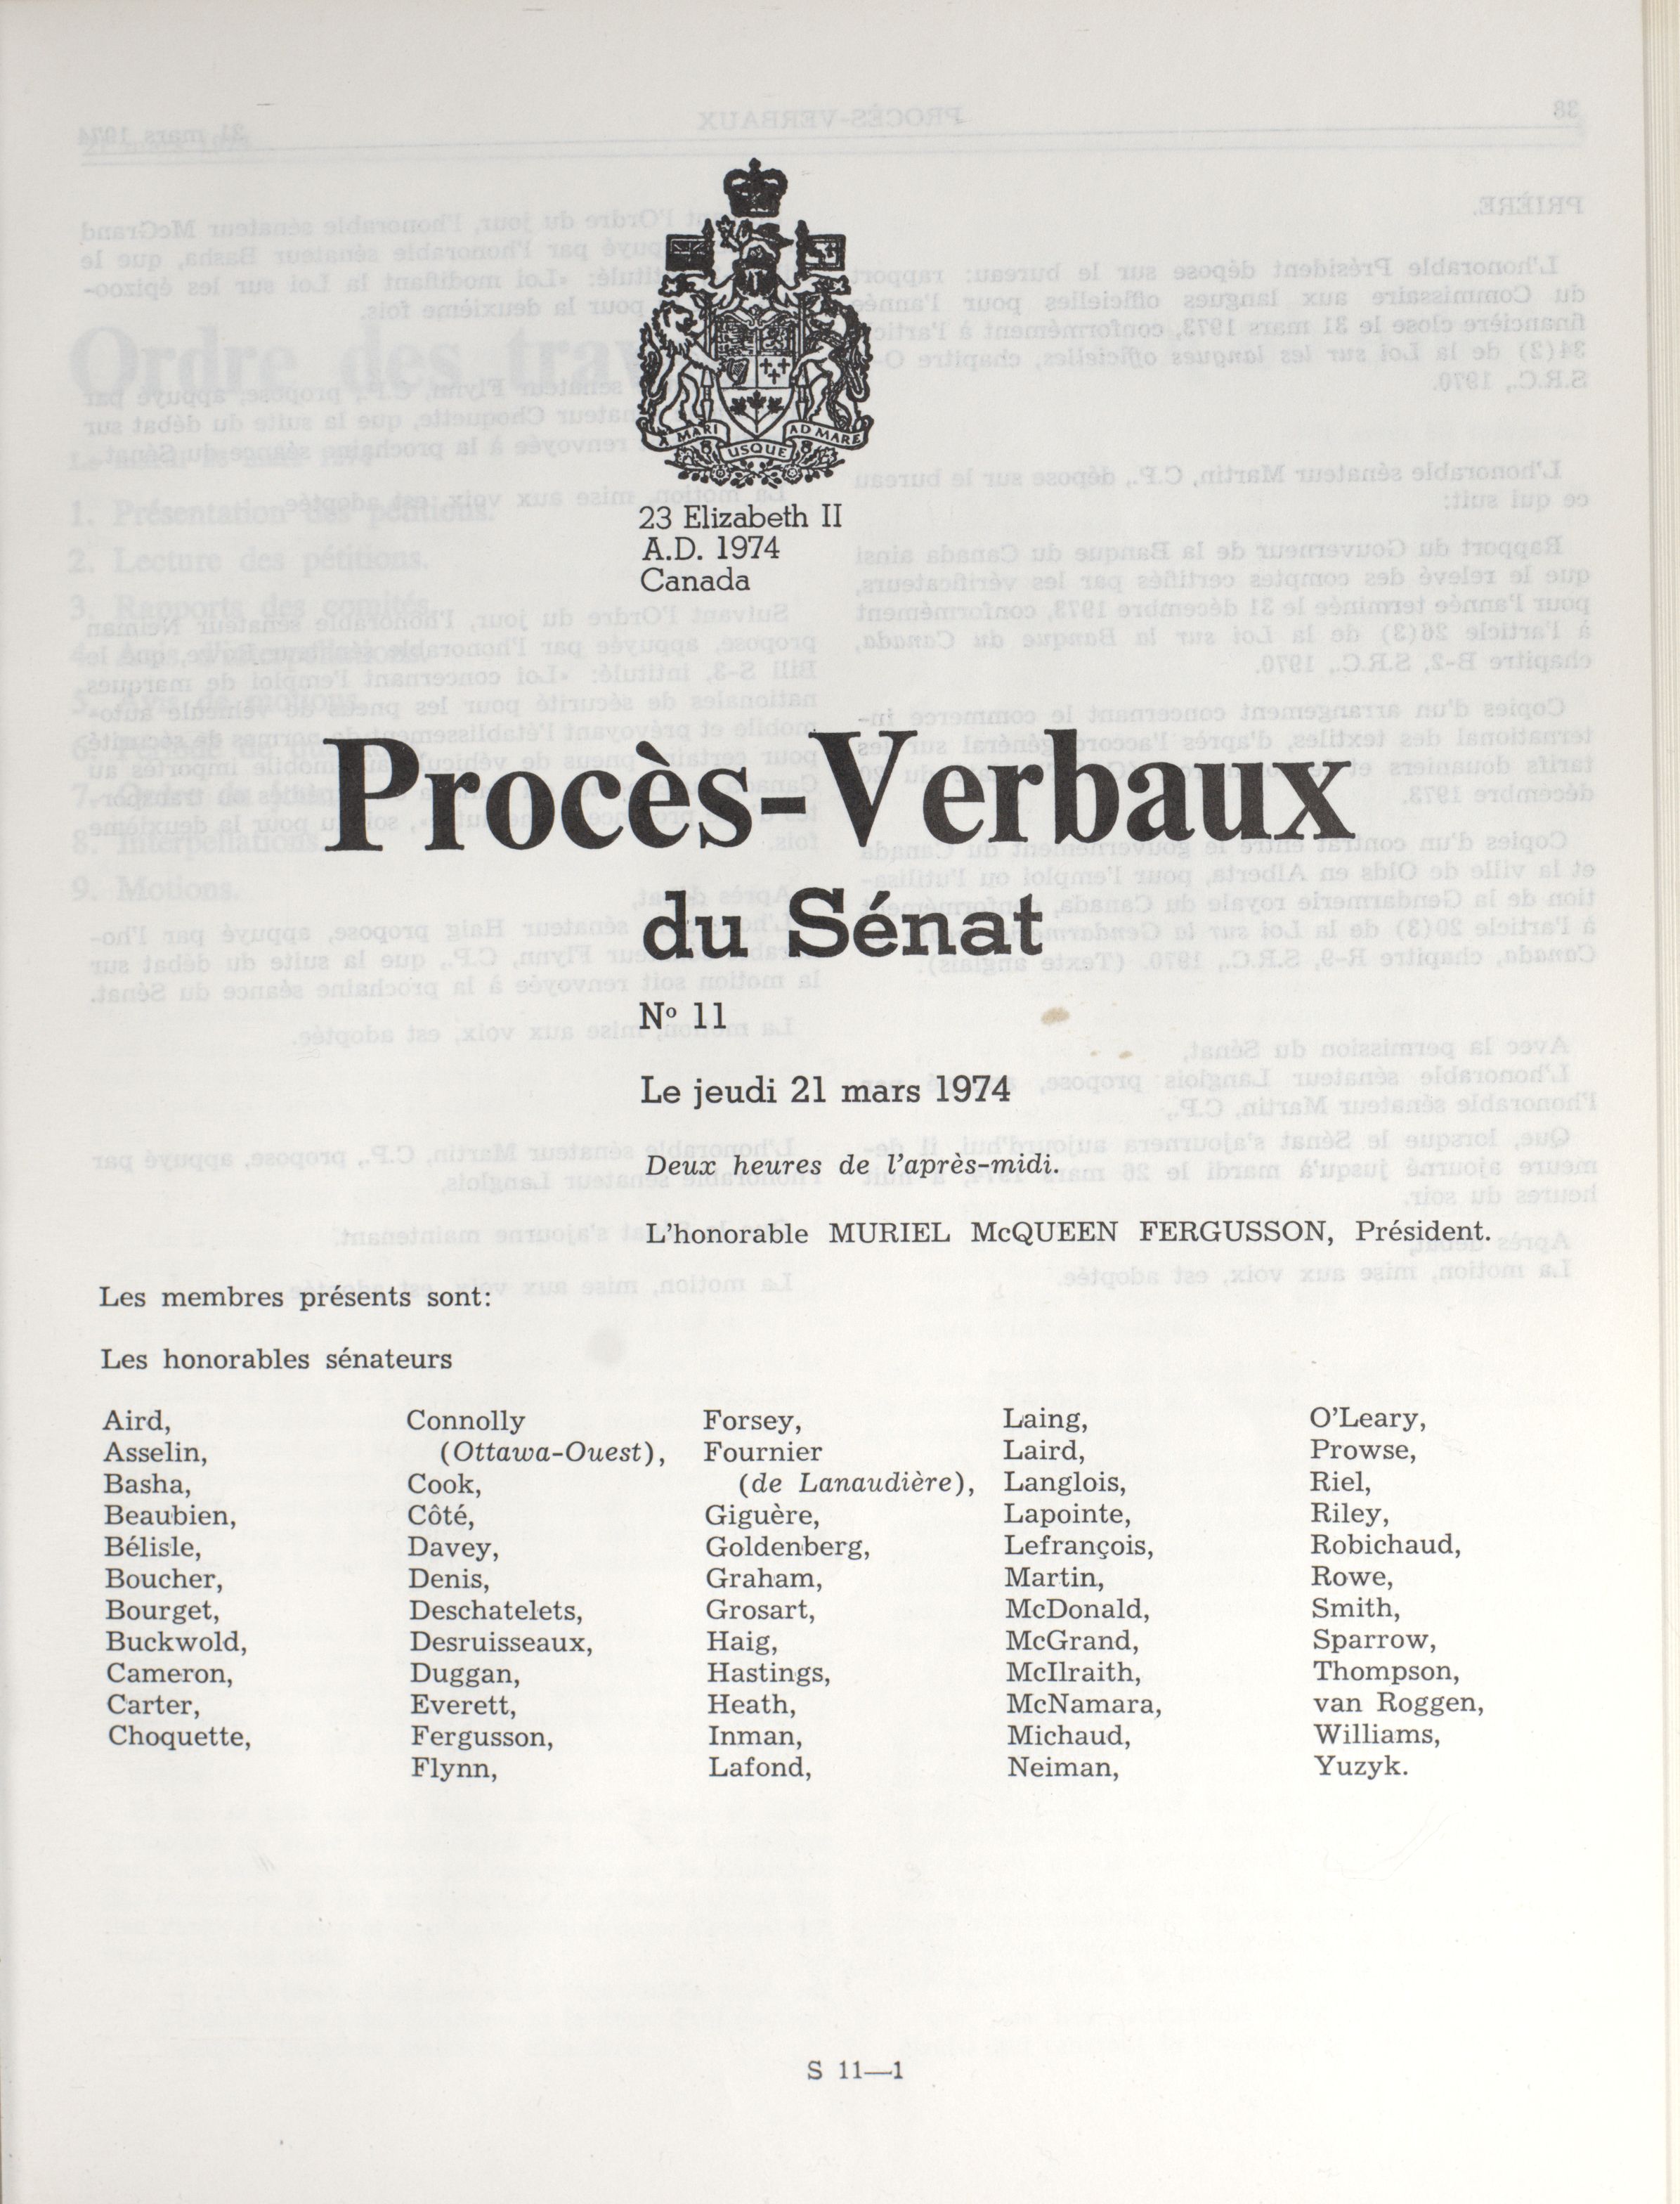 A MARI USQUE AD MARE
23 Elizabeth II
A.D. 1974
Canada
Procès-Verbaux
du Sénat
Nº 11
Le jeudi 21 mars 1974
Deux heures de l'après-midi.
L'honorable MURIEL McQUEEN FERGUSSON, Président.
Les membres présents sont:
Les honorables sénateurs
Aird,
Asselin,
Basha,
Beaubien,
Bélisle,
Boucher,
Bourget,
Buckwold,
Cameron,
Carter,
Choquette,
Connolly
(Ottawa-Ouest),
Cook,
Côté,
Davey,
Denis,
Deschatelets,
Desruisseaux,
Duggan,
Everett,
Fergusson,
Flynn,
Forsey,
Fournier
(de Lanaudière),
Giguère,
Goldenberg,
Graham,
Grosart,
Haig,
Hastings,
Heath,
Inman,
Lafond,
Laing,
Laird,
Langlois,
Lapointe,
Lefrançois,
Martin,
McDonald,
McGrand,
McIlraith,
McNamara,
Michaud,
Neiman,
O'Leary,
Prowse,
Riel,
Riley,
Robichaud,
Rowe,
Smith,
Sparrow,
Thompson,
van Roggen,
Williams,
Yuzyk.
S 11—1